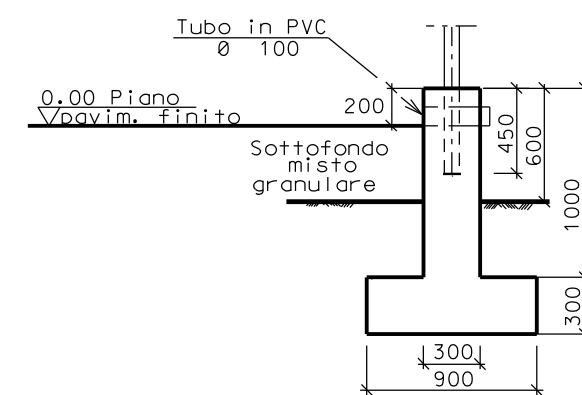 Tubo in PVC
Ø 100
0.00 Piano
pavim. finito
200
Sottofondo
misto
granulare
450
600
1000
300
300
900